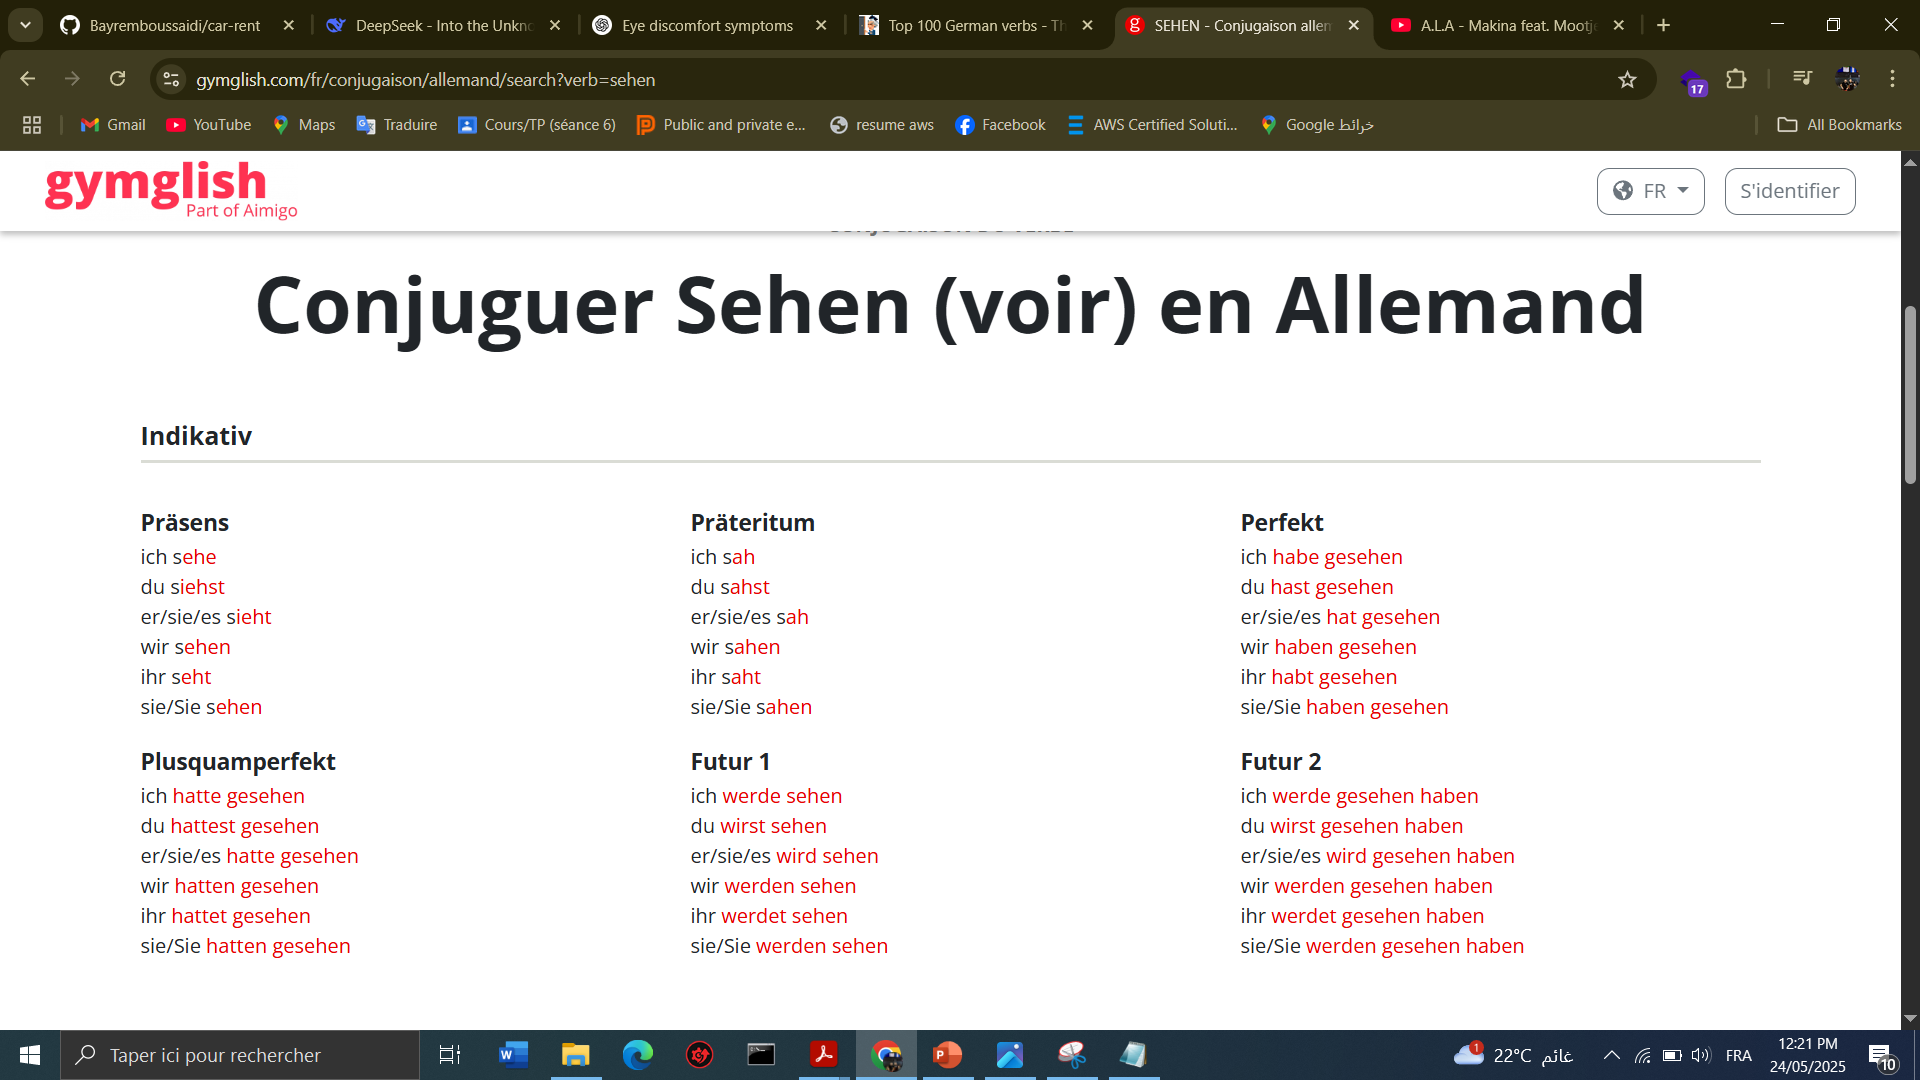 Bayremboussaidi/car-rent
DeepSeek - Into the Unkno
Eye discomfort symptoms
Top 100 German verbs - Th
SEHEN - Conjugaison allen
A.L.A - Makina feat. Mootje
gymglish.com/fr/conjugaison/allemand/search?verb=sehen
17
Gmail
YouTube
Maps
Traduire
Cours/TP (séance 6)
Public and private e...
resume aws
Facebook
AWS Certified Soluti...
خرائط Google
All Bookmarks
gymglish
Part of Aimigo
FR
S'identifier
Conjuguer Sehen (voir) en Allemand
Indikativ
Präsens
ich sehe
du siehst
er/sie/es sieht
wir sehen
ihr seht
sie/Sie sehen
Präteritum
ich sah
du sahst
er/sie/es sah
wir sahen
ihr saht
sie/Sie sahen
Perfekt
ich habe gesehen
du hast gesehen
er/sie/es hat gesehen
wir haben gesehen
ihr habt gesehen
sie/Sie haben gesehen
Plusquamperfekt
ich hatte gesehen
du hattest gesehen
er/sie/es hatte gesehen
wir hatten gesehen
ihr hattet gesehen
sie/Sie hatten gesehen
Futur 1
ich werde sehen
du wirst sehen
er/sie/es wird sehen
wir werden sehen
ihr werdet sehen
sie/Sie werden sehen
Futur 2
ich werde gesehen haben
du wirst gesehen haben
er/sie/es wird gesehen haben
wir werden gesehen haben
ihr werdet gesehen haben
sie/Sie werden gesehen haben
Taper ici pour rechercher
1
22°C غائم
FRA
12:21 PM
24/05/2025
10